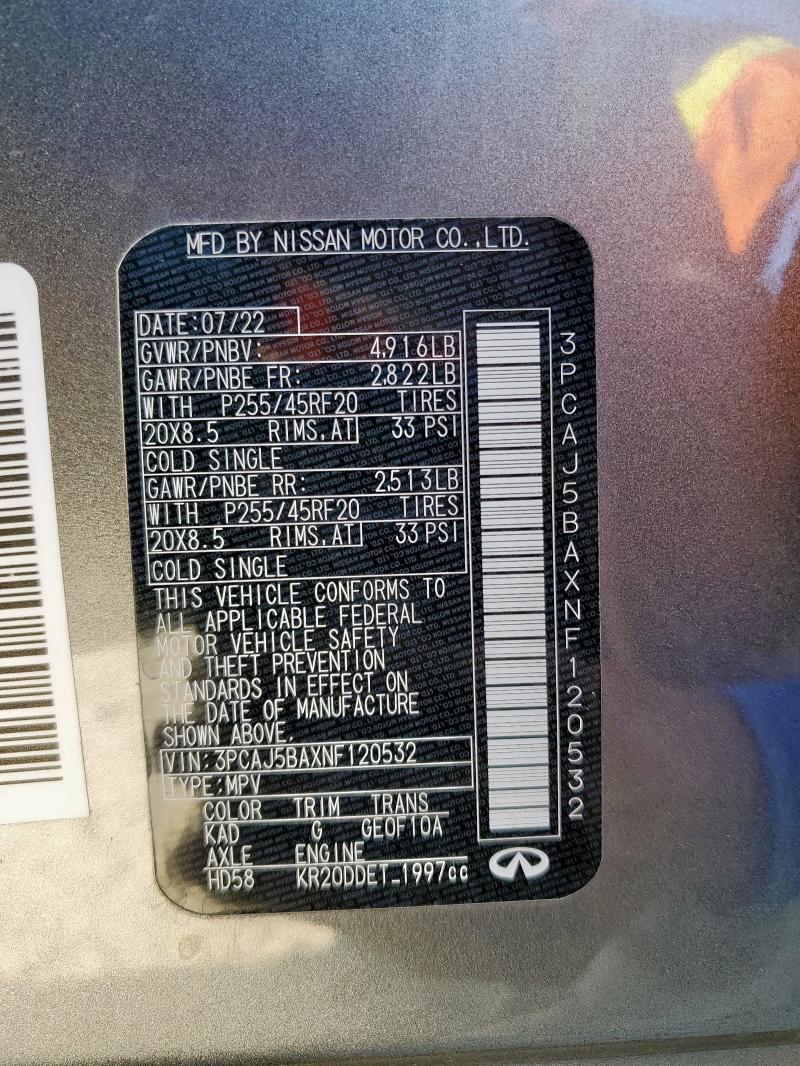 MFD BY NISSAN MOTOR CO.,LTD.
DATE:07/22
GVWR/PNBV: 4,916LB
GAWR/PNBE FR: 2,822LB
WITH P255/45RF20 TIRES
20X8.5 RIMS,AT 33 PSI
COLD SINGLE
GAWR/PNBE RR: 2,513LB
WITH P255/45RF20 TIRES
20X8.5 RIMS,AT 33 PSI
COLD SINGLE
THIS VEHICLE CONFORMS TO
ALL APPLICABLE FEDERAL
MOTOR VEHICLE SAFETY
AND THEFT PREVENTION
STANDARDS IN EFFECT ON
THE DATE OF MANUFACTURE
SHOWN ABOVE.
VIN:3PCAJ5BAXNF120532
TYPE:MPV
COLOR TRIM TRANS
KAD G GE0F10A
AXLE ENGINE
HD58 KR20DDET-1997cc
3PCAJ5BAXNF120532